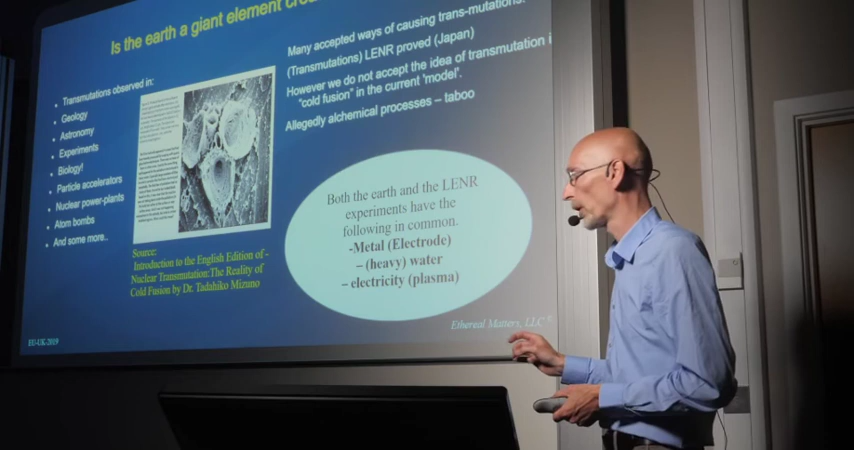 Is the earth a giant element
Many accepted ways of causing trans-mutations.
(Transmutations) LENR proved (Japan)
However we do not accept the idea of transmutation
"cold fusion" in the current 'model'.
Allegedly alchemical processes – taboo
• Transmutations observed in:
• Geology
• Astronomy
• Experiments
• Biology!
• Particle accelerators
• Nuclear power-plants
• Atom bombs
• And some more..
Source:
Introduction to the English Edition of -
Nuclear Transmutation:The Reality of
Cold Fusion by Dr. Tadahiko Mizuno
Both the earth and the LENR
experiments have the
following in common.
-Metal (Electrode)
– (heavy) water
– electricity (plasma)
Ethereal Matters, LLC
EU-UK-2019